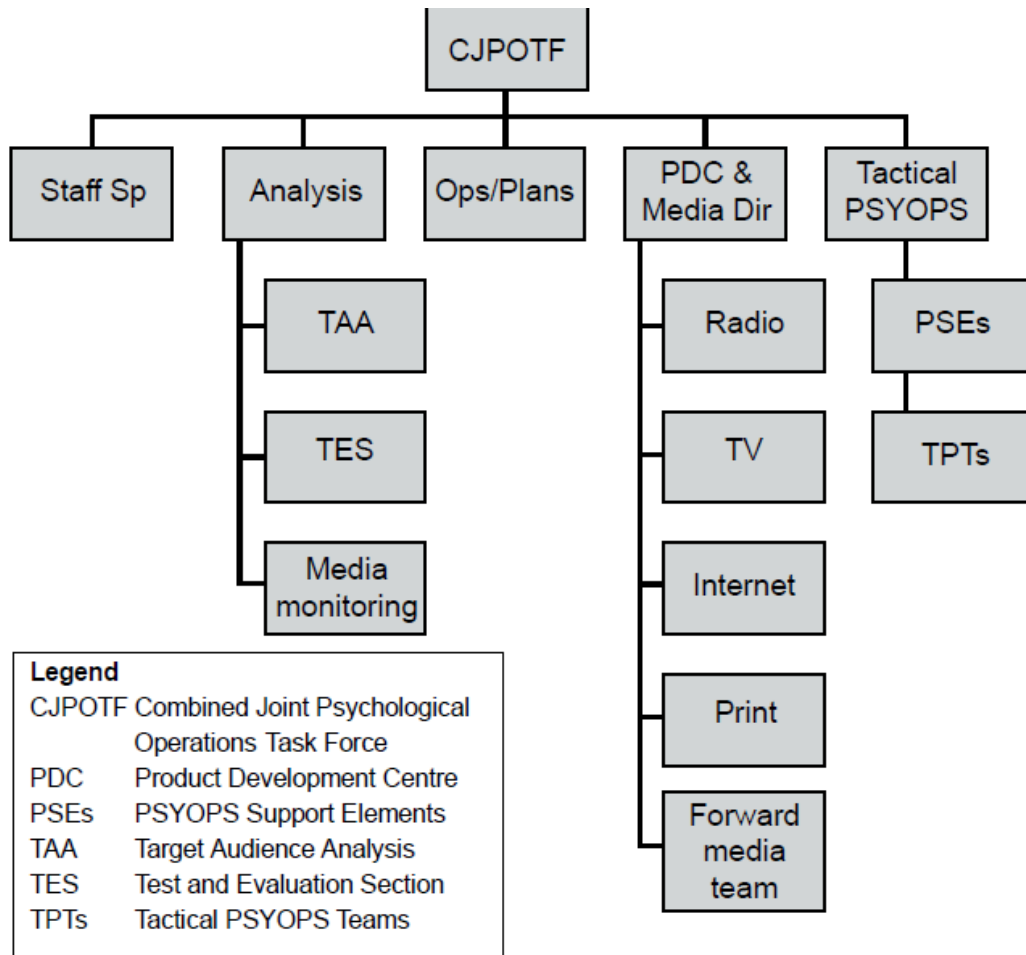 CJPOTF
Staff Sp
Analysis
Ops/Plans
PDC &
Media Dir
Tactical
PSYOPS
TAA
Radio
PSEs
TES
TV
TPTs
Media
monitoring
Internet
Print
Forward
media
team
Legend
CJPOTF Combined Joint Psychological
Operations Task Force
PDC Product Development Centre
PSEs PSYOPS Support Elements
TAA Target Audience Analysis
TES Test and Evaluation Section
TPTs Tactical PSYOPS Teams